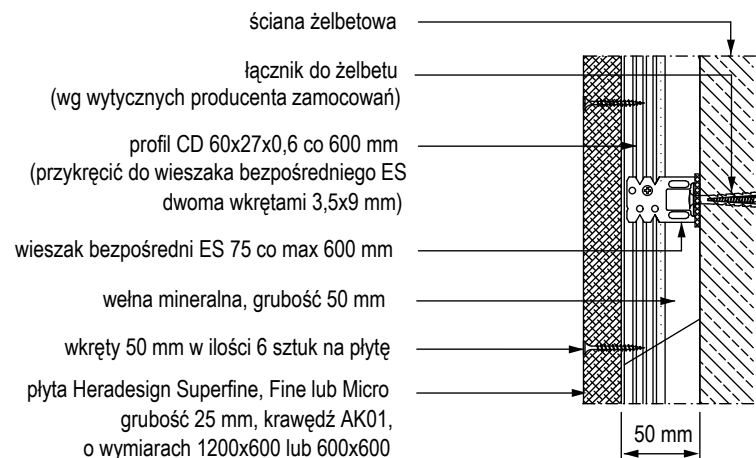 ściana żelbetowa
łącznik do żelbetu
(wg wytycznych producenta zamocowań)
profil CD 60x27x0,6 co 600 mm
(przykręcić do wieszaka bezpośredniego ES
dwoma wkrętami 3,5x9 mm)
wieszak bezpośredni ES 75 co max 600 mm
wełna mineralna, grubość 50 mm
wkręty 50 mm w ilości 6 sztuk na płytę
płyta Heradesign Superfine, Fine lub Micro
grubość 25 mm, krawędź AK01,
o wymiarach 1200x600 lub 600x600
50 mm